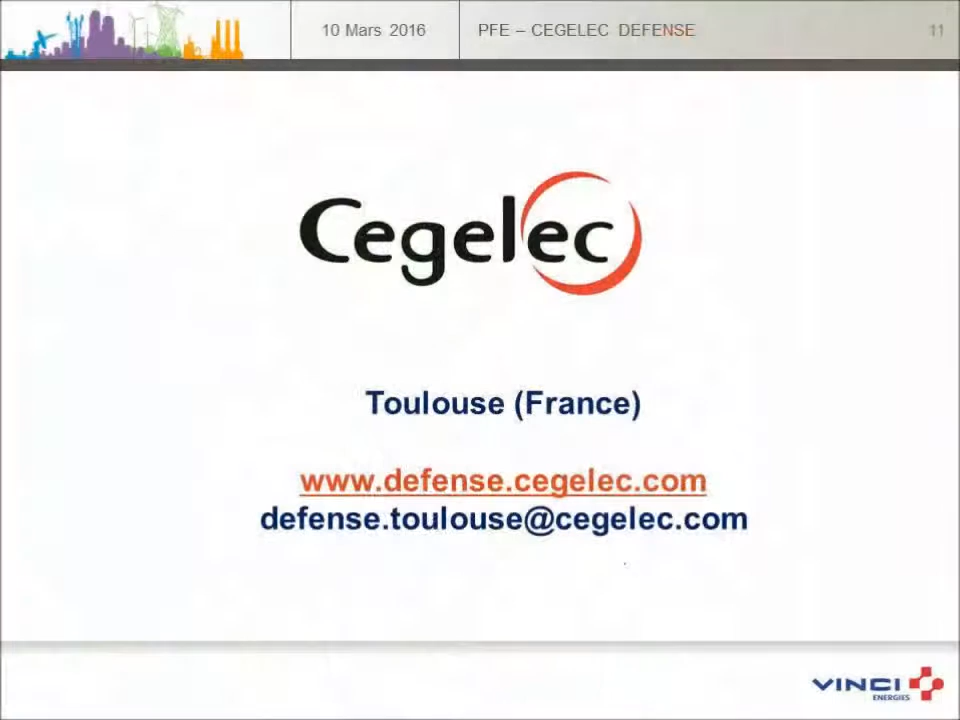 10 Mars 2016
PFE – CEGELEC DEFENSE
11
Cegelec
Toulouse (France)
www.defense.cegelec.com
defense.toulouse@cegelec.com
VINCI
ENERGIES